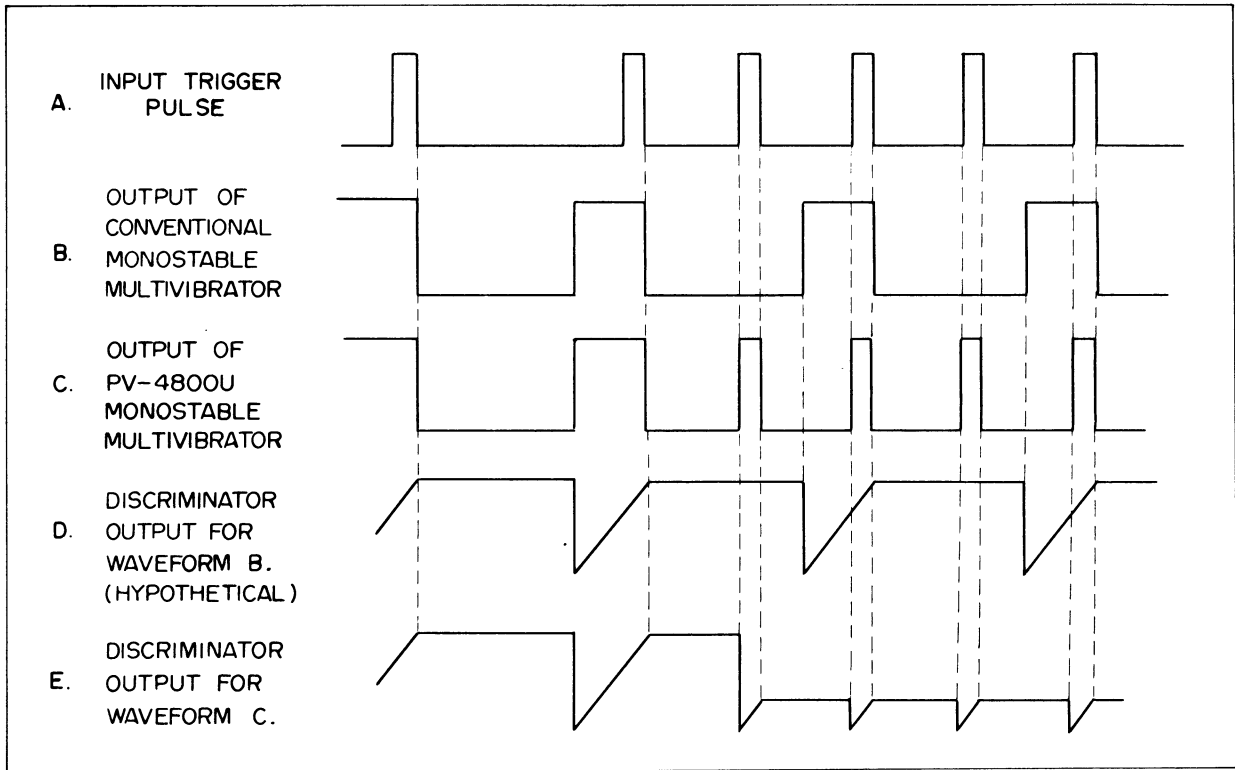 A. INPUT TRIGGER
PULSE
OUTPUT OF
CONVENTIONAL
B. MONOSTABLE
MULTIVIBRATOR
OUTPUT OF
C. PV-4800U
MONOSTABLE
MULTIVIBRATOR
DISCRIMINATOR
D. OUTPUT FOR
WAVEFORM B.
(HYPOTHETICAL)
DISCRIMINATOR
E. OUTPUT FOR
WAVEFORM C.